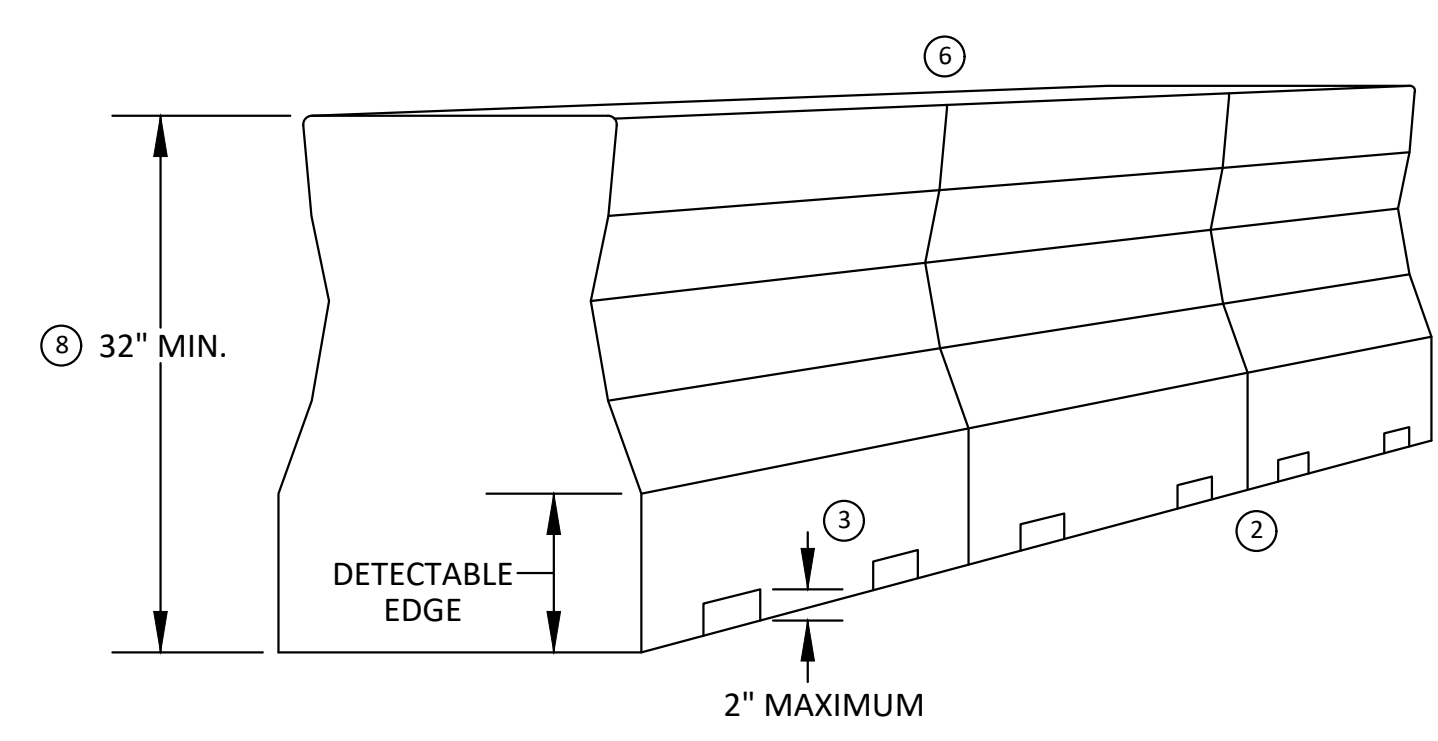 6
8 32" MIN.
3
2
DETECTABLE
EDGE
2" MAXIMUM